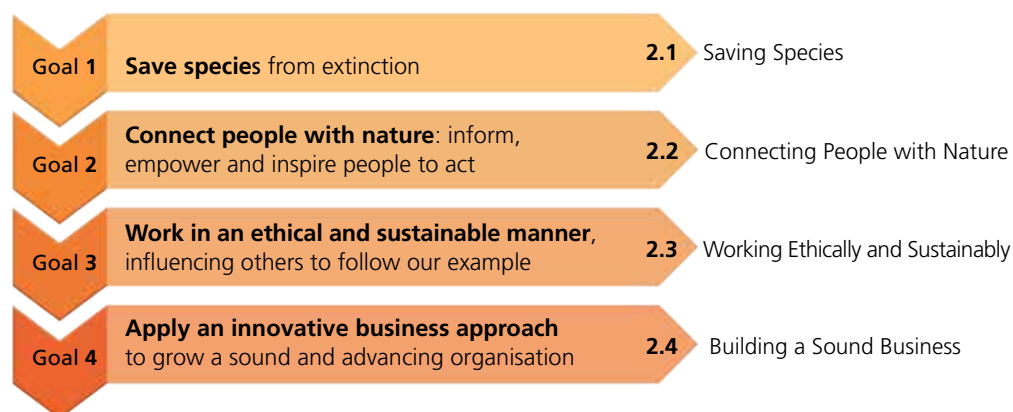 Goal 1
Save species from extinction
2.1
Saving Species
Goal 2
Connect people with nature: inform,
empower and inspire people to act
2.2
Connecting People with Nature
Goal 3
Work in an ethical and sustainable manner,
influencing others to follow our example
2.3
Working Ethically and Sustainably
Goal 4
Apply an innovative business approach
to grow a sound and advancing organisation
2.4
Building a Sound Business